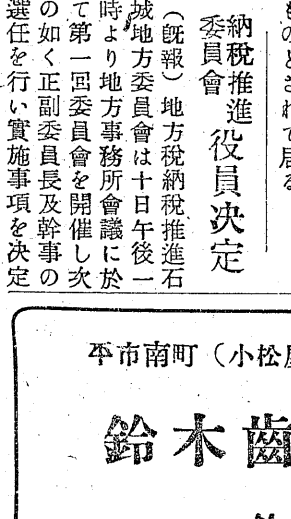 ものとされて居る
納税推進
委員會
役員決定
（既報）地方税納税推進石
城地方委員會は十日午後一
時より地方事務所會議に於
て第一回委員會を開催し次
の如く正副委員長及幹事の
選任を行い實施事項を決定
平市南町（小松屋
鈴木齒